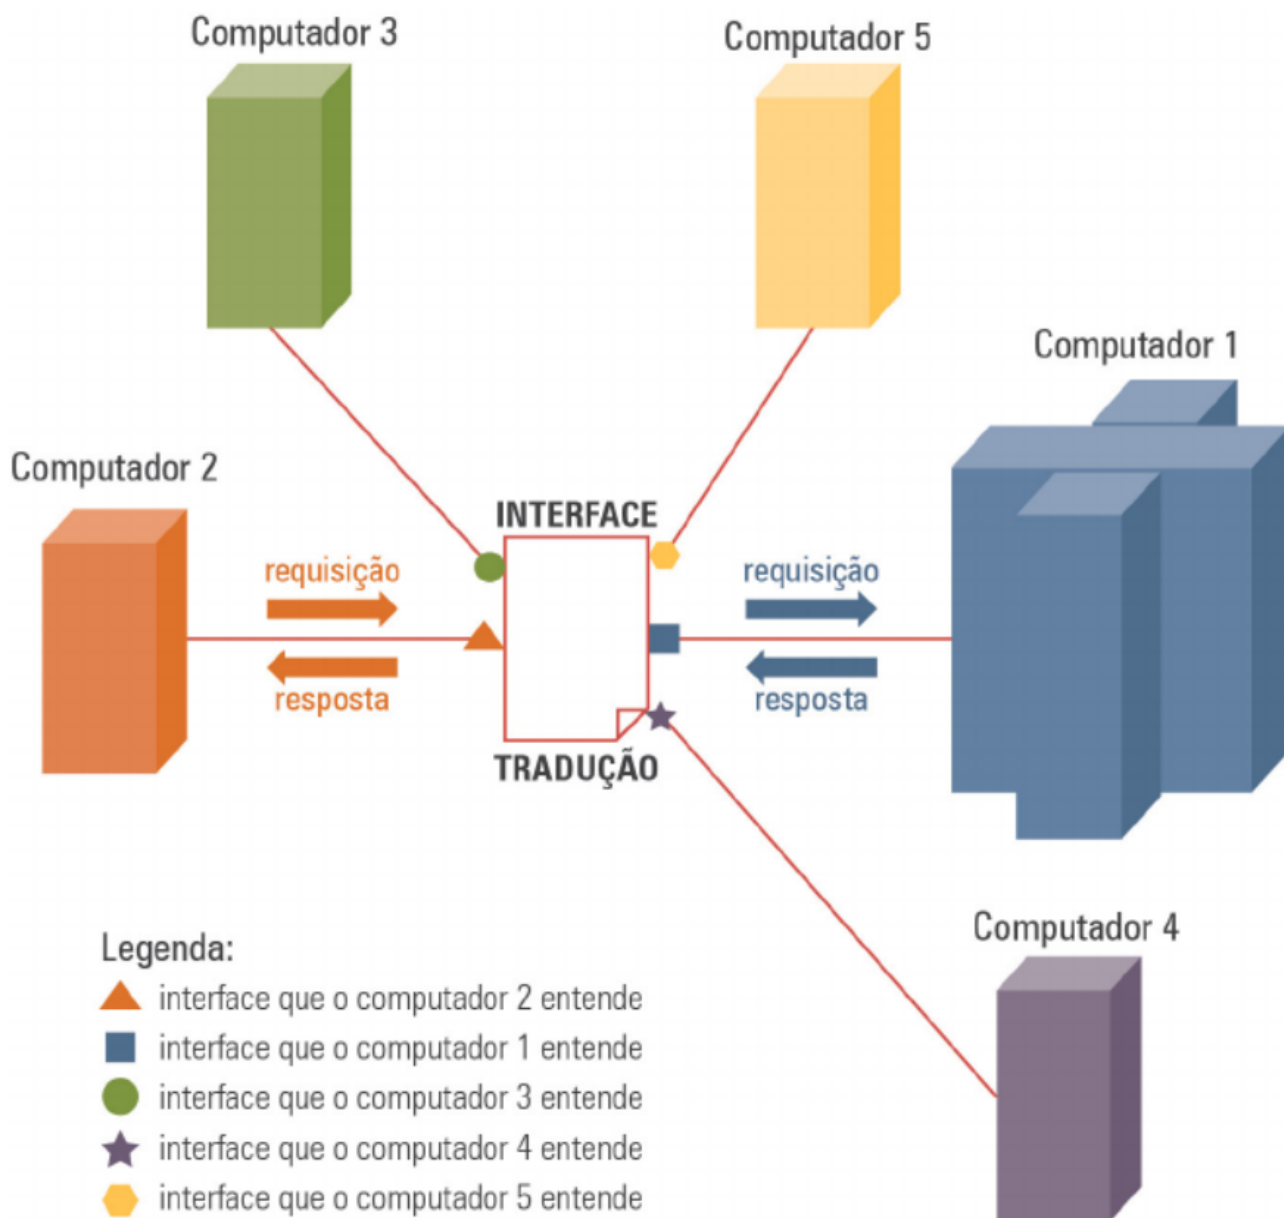 Computador 3
Computador 5
Computador 1
Computador 2
INTERFACE
requisição
requisição
resposta
resposta
TRADUÇÃO
Computador 4
Legenda:
interface que o computador 2 entende
interface que o computador 1 entende
interface que o computador 3 entende
interface que o computador 4 entende
interface que o computador 5 entende